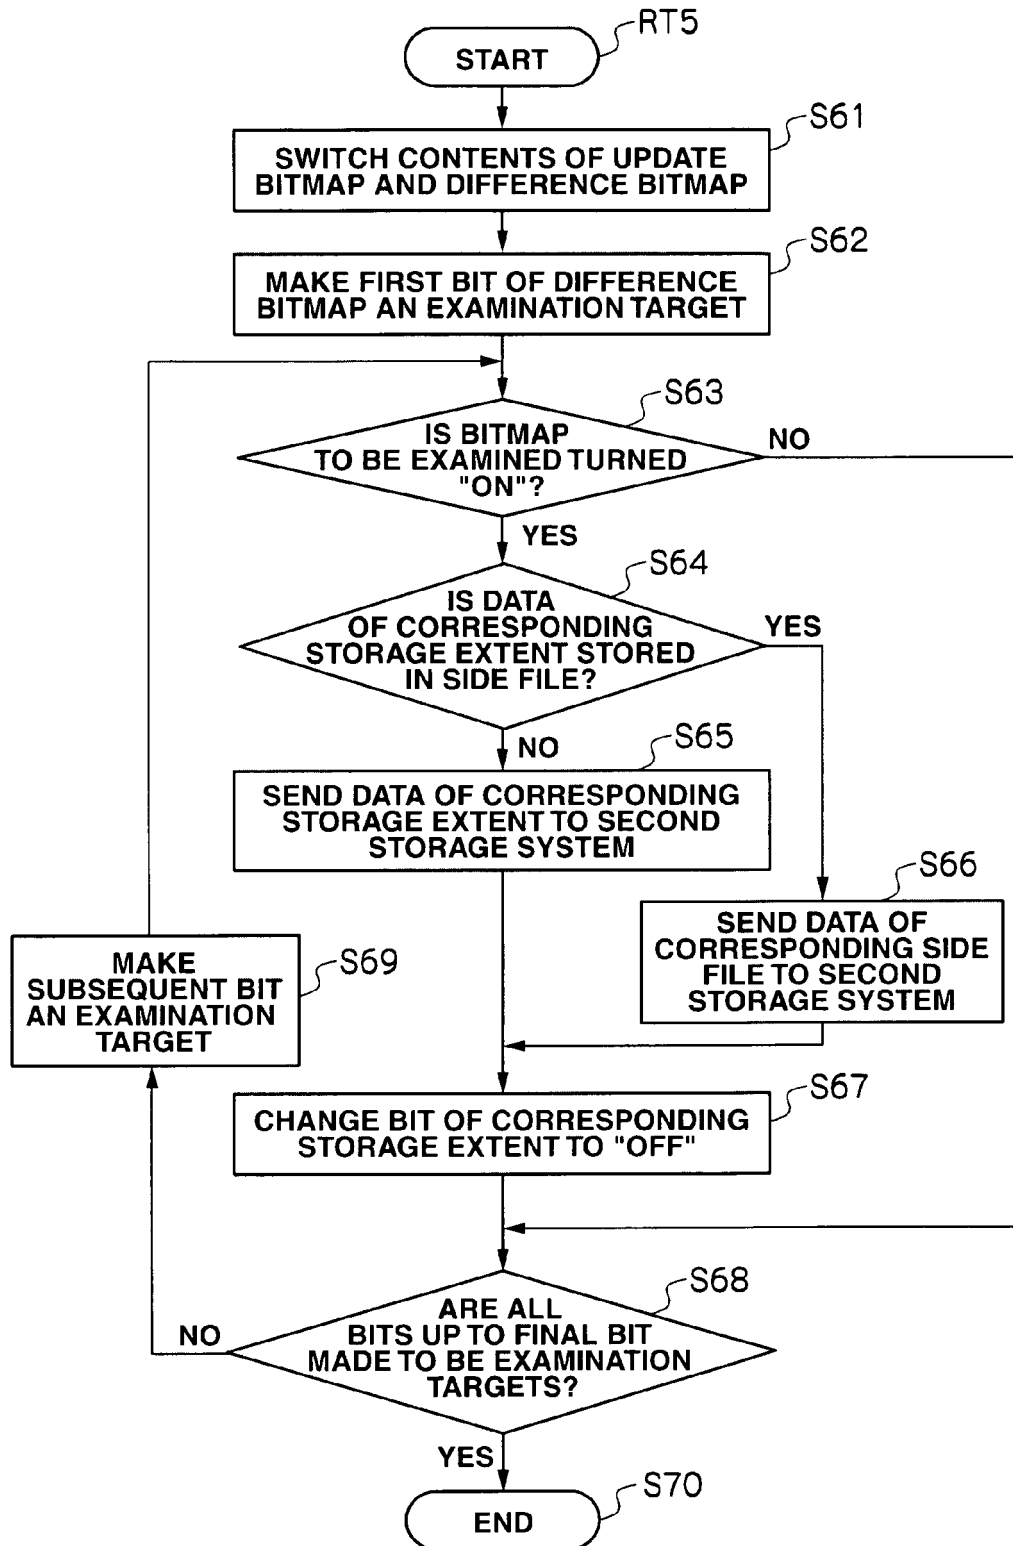 RT5
START
S61
SWITCH CONTENTS OF UPDATE
BITMAP AND DIFFERENCE BITMAP
S62
MAKE FIRST BIT OF DIFFERENCE
BITMAP AN EXAMINATION TARGET
S63
IS BITMAP
TO BE EXAMINED TURNED
"ON"?
NO
YES
S64
IS DATA
OF CORRESPONDING
STORAGE EXTENT STORED
IN SIDE FILE?
YES
NO
S65
SEND DATA OF CORRESPONDING
STORAGE EXTENT TO SECOND
STORAGE SYSTEM
S66
SEND DATA OF
CORRESPONDING SIDE
FILE TO SECOND
STORAGE SYSTEM
S69
MAKE
SUBSEQUENT BIT
AN EXAMINATION
TARGET
S67
CHANGE BIT OF CORRESPONDING
STORAGE EXTENT TO "OFF"
S68
ARE ALL
BITS UP TO FINAL BIT
MADE TO BE EXAMINATION
TARGETS?
NO
YES
S70
END